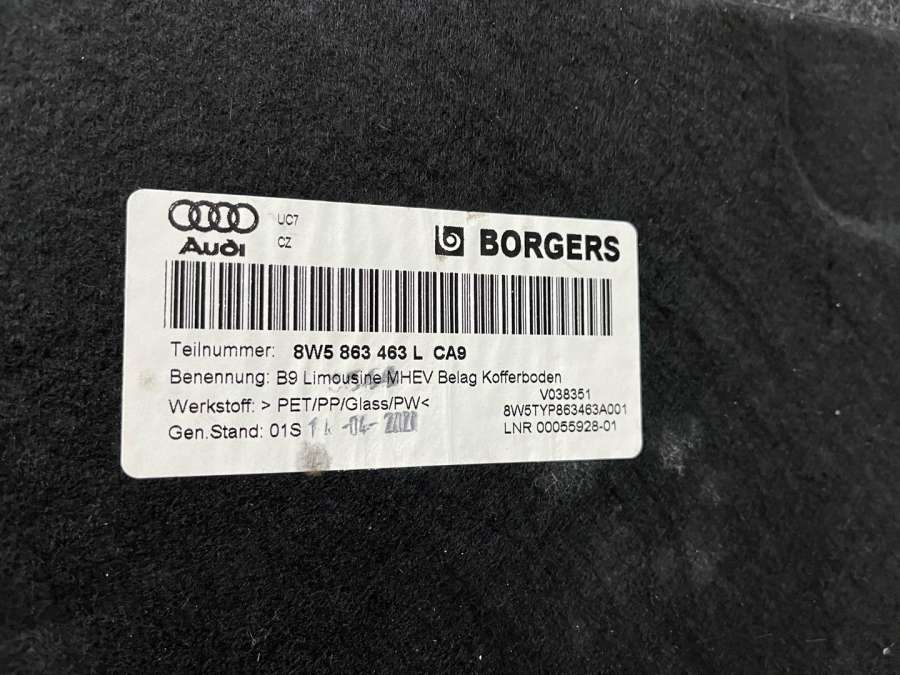 UC7
Audi
CZ
BORGERS
Teilnummer: 8W5 863 463 L CA9
Benennung: B9 Limousine MHEV Belag Kofferboden
V038351
Werkstoff: > PET/PP/Glass/PW<
8W5TYP863463A001
Gen.Stand: 01S -04-
LNR 00055928-01